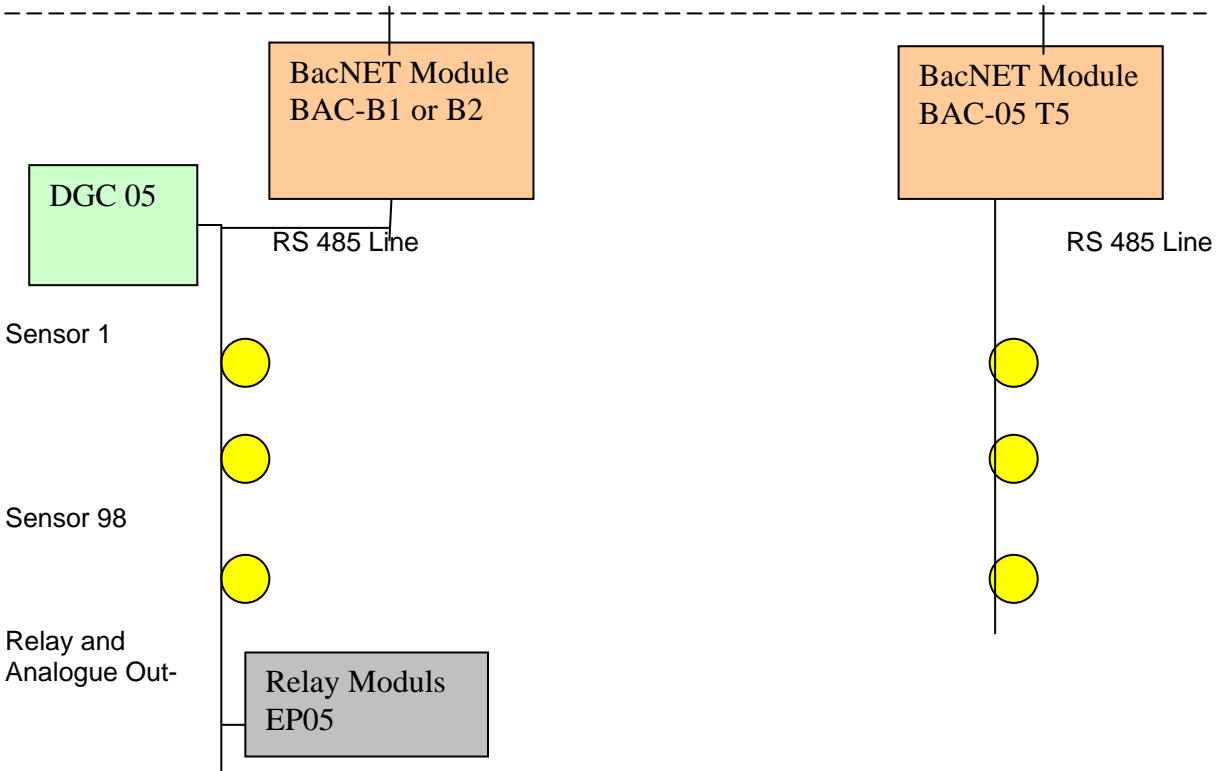 BacNET Module
BAC-B1 or B2
BacNET Module
BAC-05 T5
DGC 05
RS 485 Line
RS 485 Line
Sensor 1
Sensor 98
Relay and
Analogue Out-
Relay Moduls
EP05